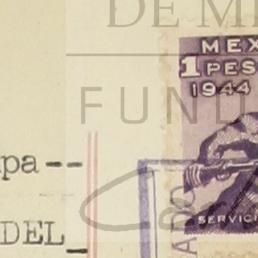 DE M
FUND
MEX
1 PES
1944
pa--
DEL_
SERVICI
ADO